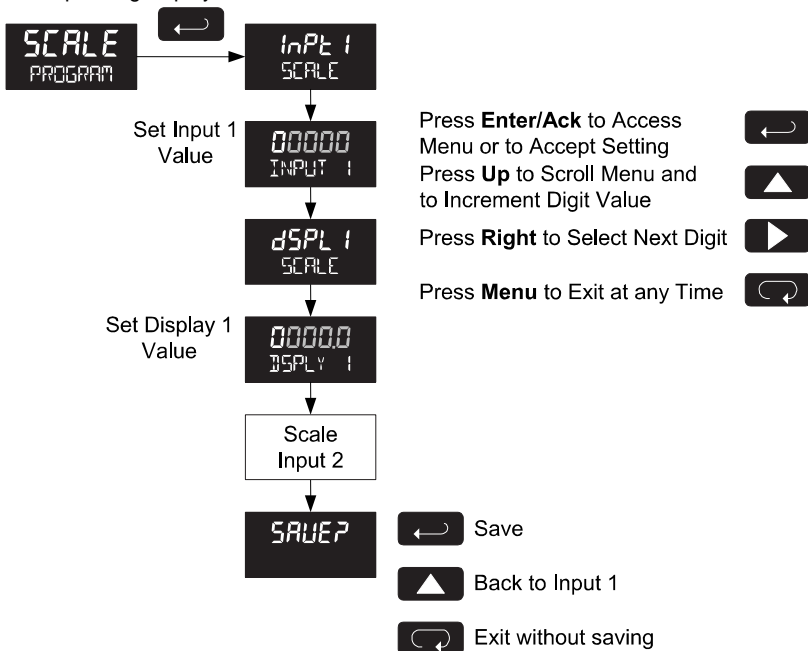 SCALE
PROGRAM
InPt 1
SCALE
Set Input 1
Value
00000
INPUT 1
Press Enter/Ack to Access
Menu or to Accept Setting
Press Up to Scroll Menu and
to Increment Digit Value
dSPL 1
SCALE
Press Right to Select Next Digit
Press Menu to Exit at any Time
Set Display 1
Value
0000.0
DSPLY 1
Scale
Input 2
SAVE?
Save
Back to Input 1
Exit without saving